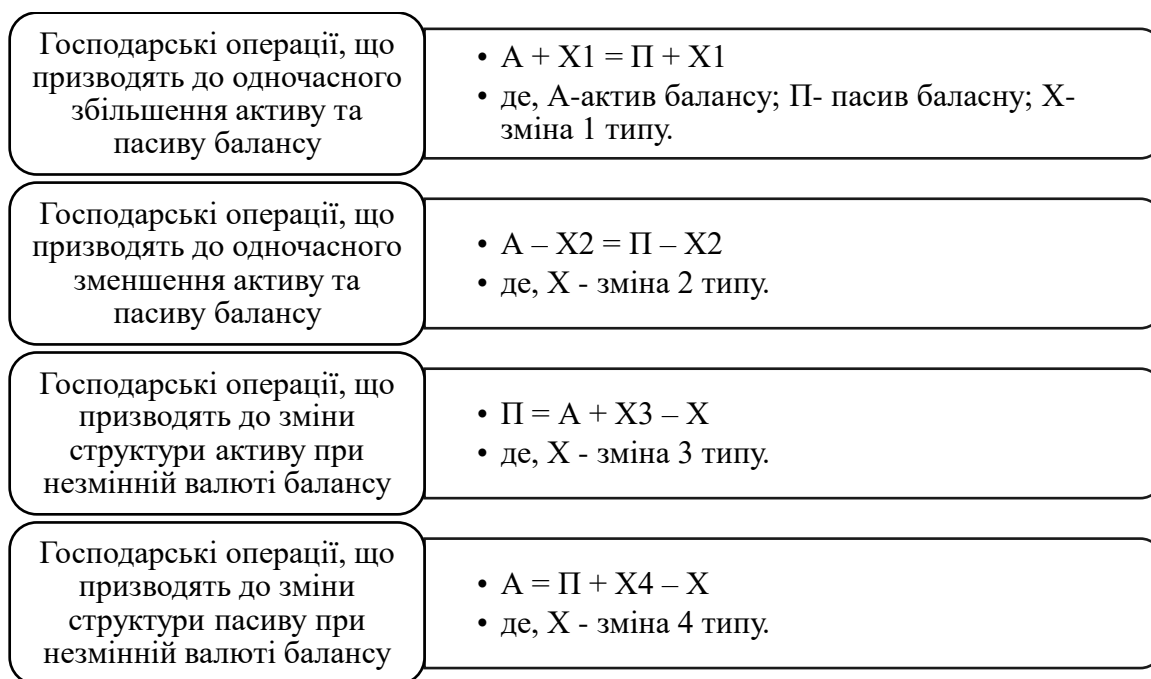 Господарські операції, що
призводять до одночасного
збільшення активу та
пасиву балансу
• А + Х1 = П + Х1
• де, А-актив балансу; П- пасив баласну; Х-
зміна 1 типу.
Господарські операції, що
призводять до одночасного
зменшення активу та
пасиву балансу
• А – Х2 = П – Х2
• де, Х - зміна 2 типу.
Господарські операції, що
призводять до зміни
структури активу при
незмінній валюті балансу
• П = А + Х3 – Х
• де, Х - зміна 3 типу.
Господарські операції, що
призводять до зміни
структури пасиву при
незмінній валюті балансу
• А = П + Х4 – Х
• де, Х - зміна 4 типу.